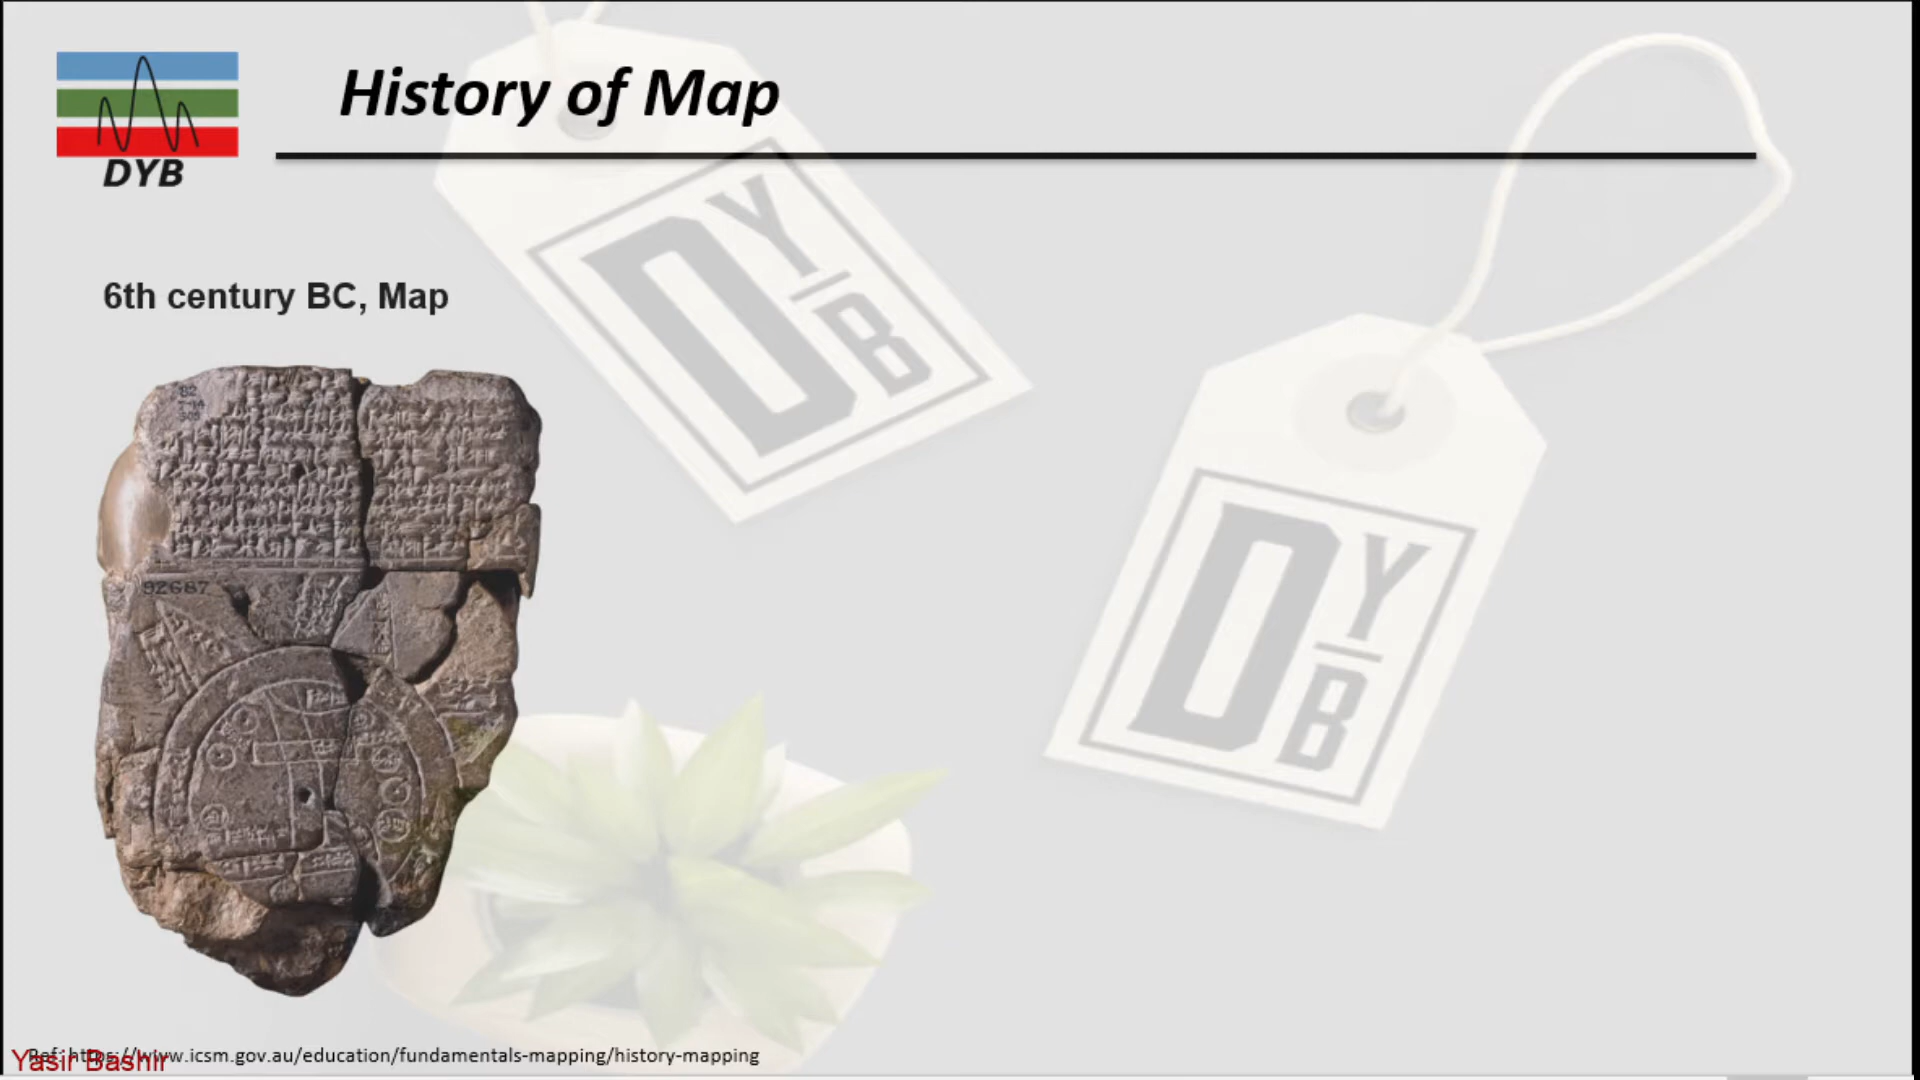 History of Map
DYB
6th century BC, Map
92687
D
Y
B
D
Y
B
Ref: https://www.icsm.gov.au/education/fundamentals-mapping/history-mapping
Yasir Bashir